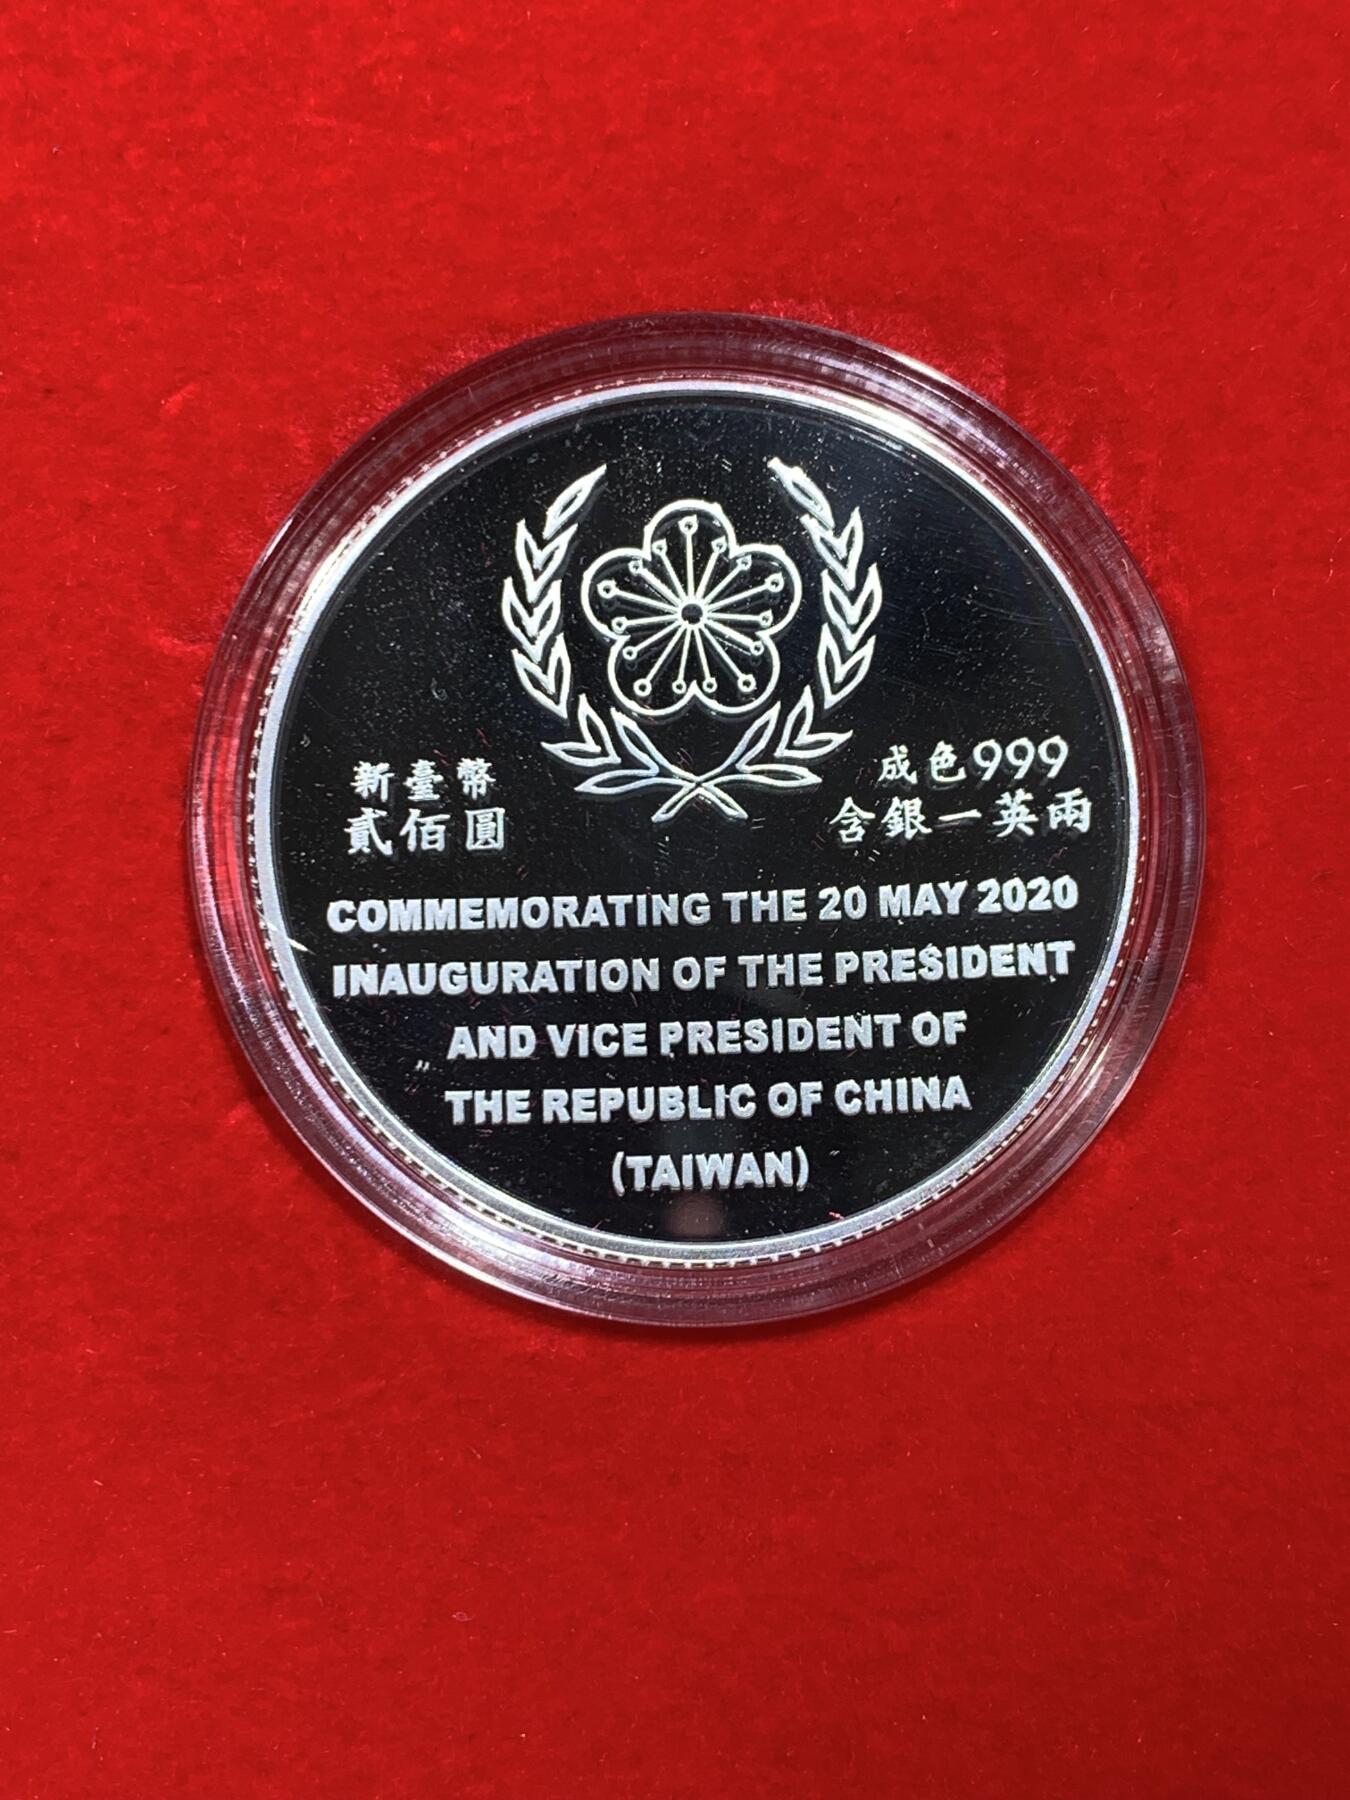 新臺幣
貳佰圓
成色999
含銀一英兩
COMMEMORATING THE 20 MAY 2020
INAUGURATION OF THE PRESIDENT
AND VICE PRESIDENT OF
THE REPUBLIC OF CHINA
(TAIWAN)